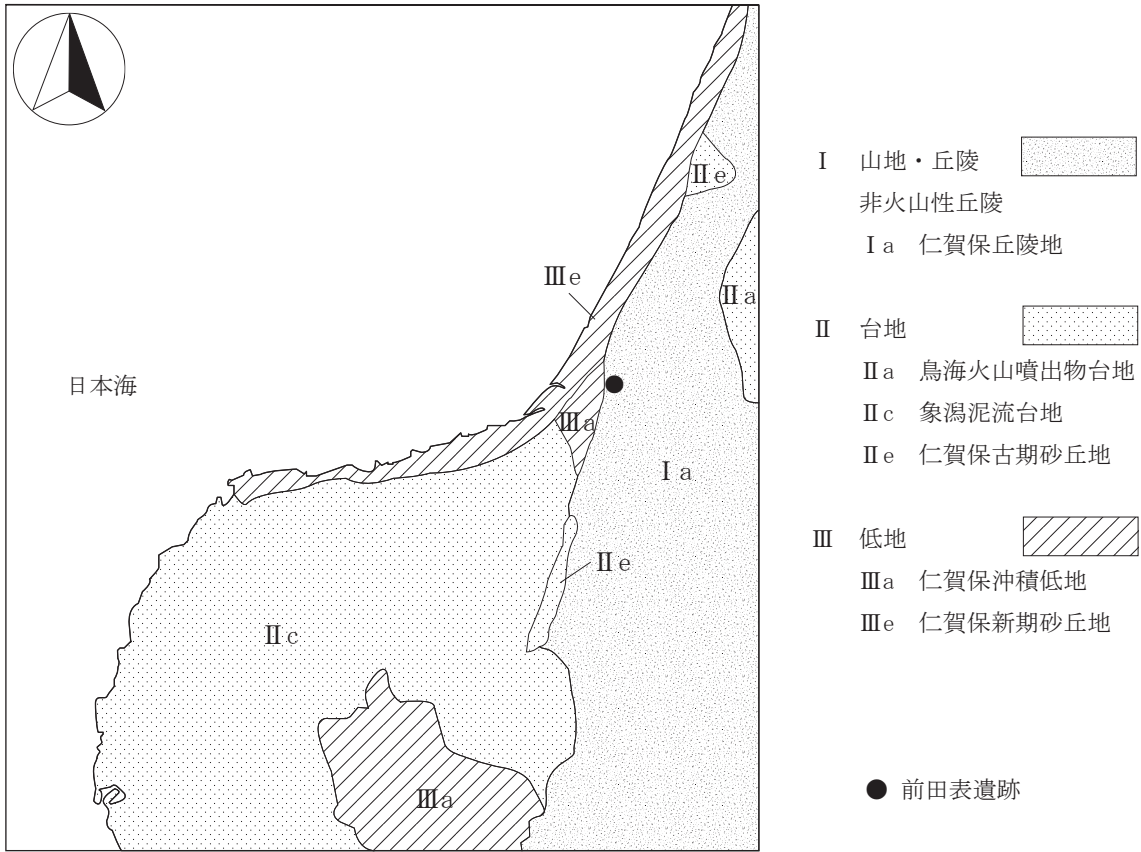 Ⅱe
Ⅲe
Ⅱa
日本海
Ⅲa
Ⅰa
Ⅱe
Ⅱc
Ⅲa
Ⅰ 山地・丘陵
非火山性丘陵
Ⅰa 仁賀保丘陵地
Ⅱ 台地
Ⅱa 鳥海火山噴出物台地
Ⅱc 象潟泥流台地
Ⅱe 仁賀保古期砂丘地
Ⅲ 低地
Ⅲa 仁賀保沖積低地
Ⅲe 仁賀保新期砂丘地
● 前田表遺跡